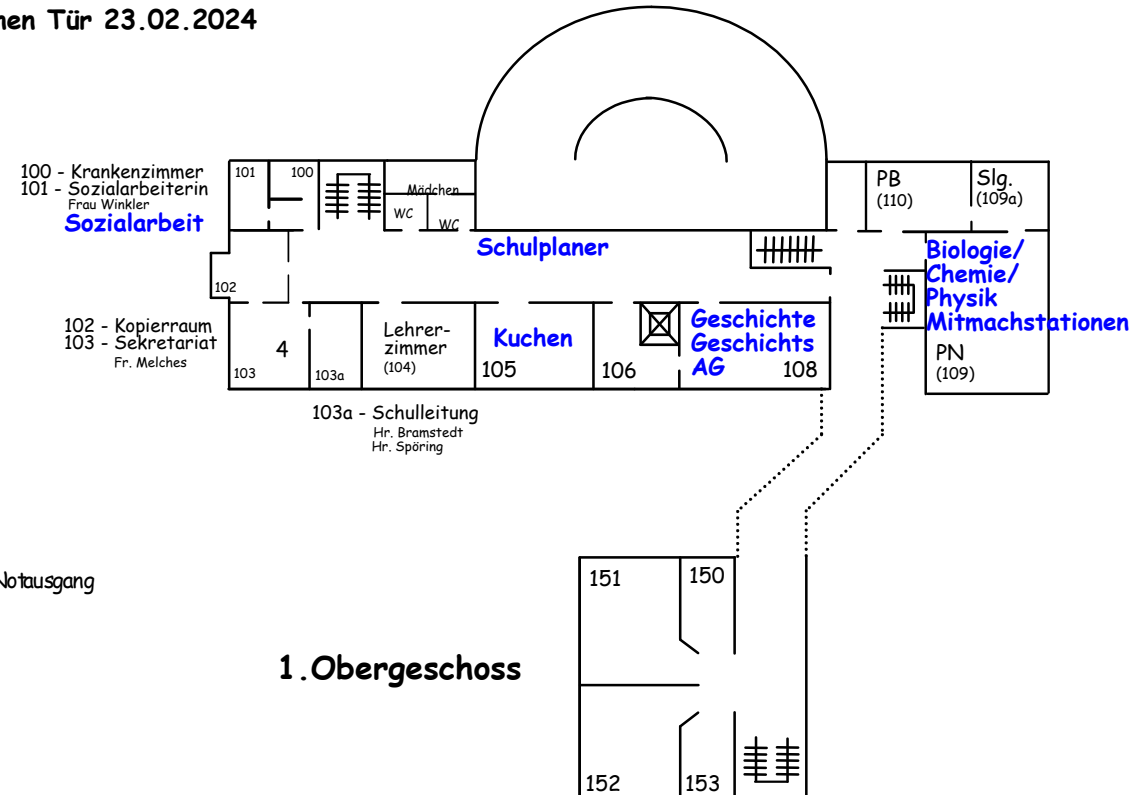 nen Tür 23.02.2024
100 - Krankenzimmer
101 - Sozialarbeiterin
Frau Winkler
Sozialarbeit
101
100
Mädchen
WC
WC
PB
(110)
Slg.
(109a)
Schulplaner
Biologie/
Chemie/
Physik
Mitmachstationen
PN
(109)
102
102 - Kopierraum
103 - Sekretariat
Fr. Melches
4
103
103a
Lehrer-
zimmer
(104)
Kuchen
105
106
Geschichte
Geschichts
AG
108
103a - Schulleitung
Hr. Bramstedt
Hr. Spöring
Notausgang
1.Obergeschoss
151
150
152
153